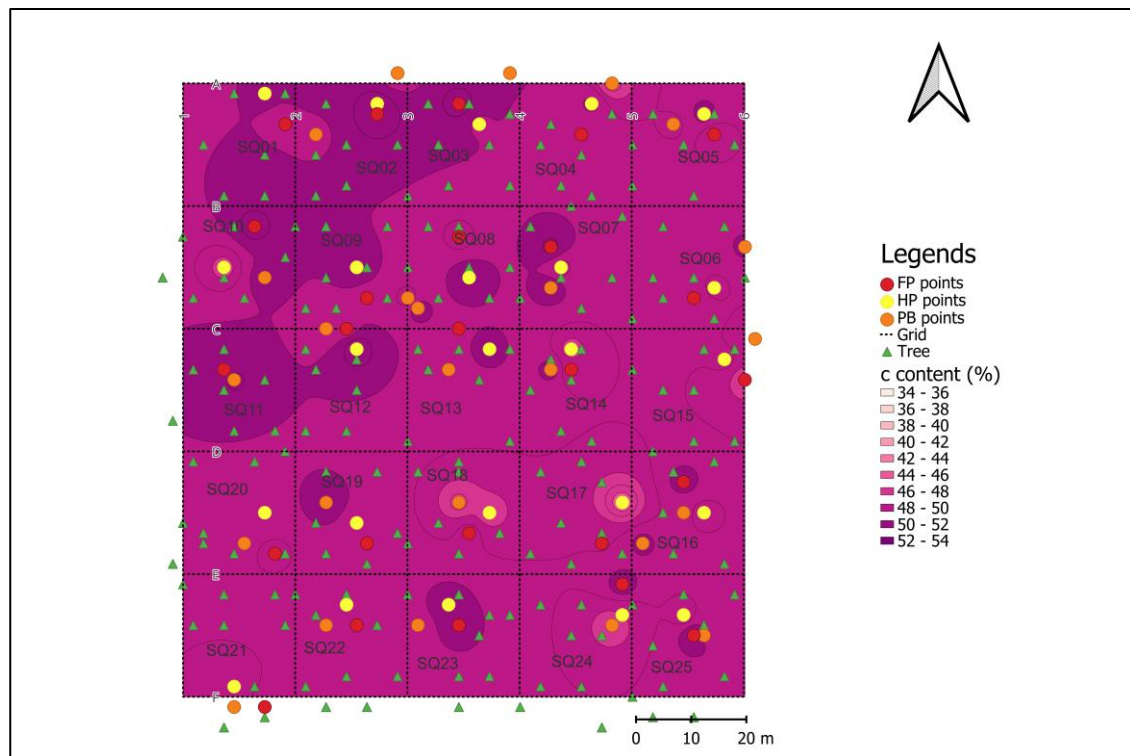 A
1
2
3
4
5
6
SQ01
SQ02
SQ03
SQ04
SQ05
B
SQ10
SQ09
SQ08
SQ07
SQ06
C
SQ11
SQ12
SQ13
SQ14
SQ15
D
SQ20
SQ19
SQ18
SQ17
SQ16
E
SQ21
SQ22
SQ23
SQ24
SQ25
F
Legends
FP points
HP points
PB points
Grid
Tree
c content (%)
34 - 36
36 - 38
38 - 40
40 - 42
42 - 44
44 - 46
46 - 48
48 - 50
50 - 52
52 - 54
0 10 20 m